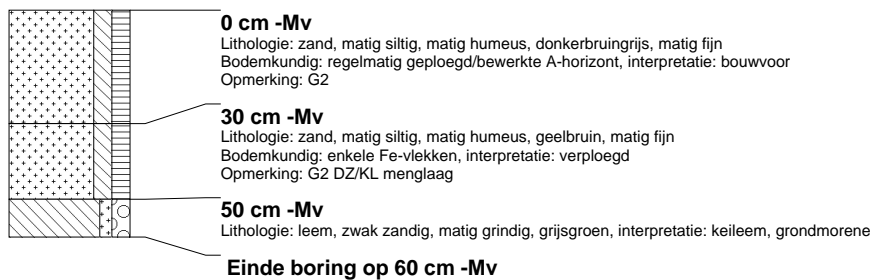 0 cm -Mv
Lithologie: zand, matig siltig, matig humeus, donkerbruingrijs, matig fijn
Bodemkundig: regelmatig geploegd/bewerkte A-horizont, interpretatie: bouwvoor
Opmerking: G2
30 cm -Mv
Lithologie: zand, matig siltig, matig humeus, geelbruin, matig fijn
Bodemkundig: enkele Fe-vlekken, interpretatie: verploegd
Opmerking: G2 DZ/KL menglaag
50 cm -Mv
Lithologie: leem, zwak zandig, matig grindig, grijsgroen, interpretatie: keileem, grondmorene
Einde boring op 60 cm -Mv